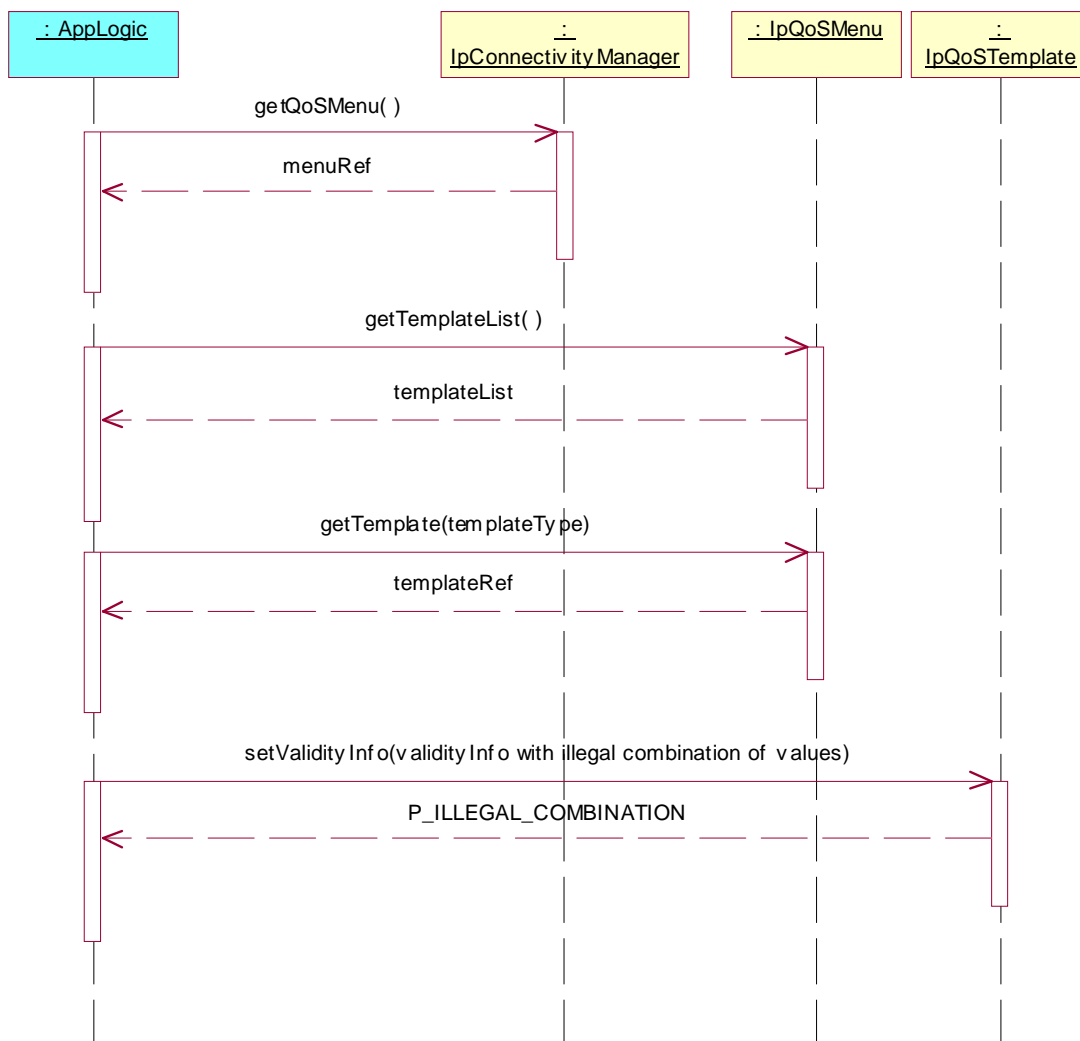 : AppLogic
:
IpConnectivityManager
: IpQoSMenu
:
IpQoSTemplate
getQoSMenu( )
menuRef
getTemplateList( )
templateList
getTemplate(templateType)
templateRef
setValidityInfo(validityInfo with illegal combination of values)
P_ILLEGAL_COMBINATION